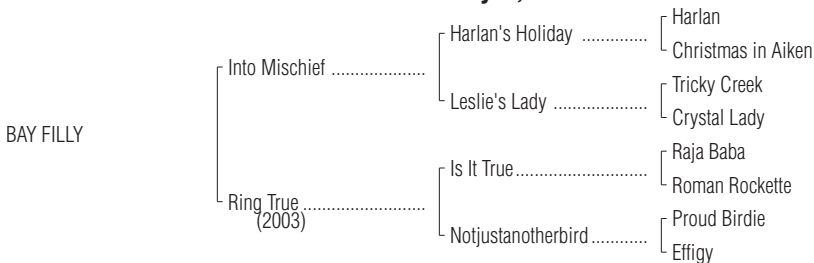 Harlan
Harlan's Holiday ..............
Christmas in Aiken
Into Mischief ....................
Tricky Creek
Leslie's Lady ....................
Crystal Lady
BAY FILLY
Raja Baba
Is It True............................
Roman Rockette
Ring True ..........................
(2003)
Proud Birdie
Notjustanotherbird............
Effigy